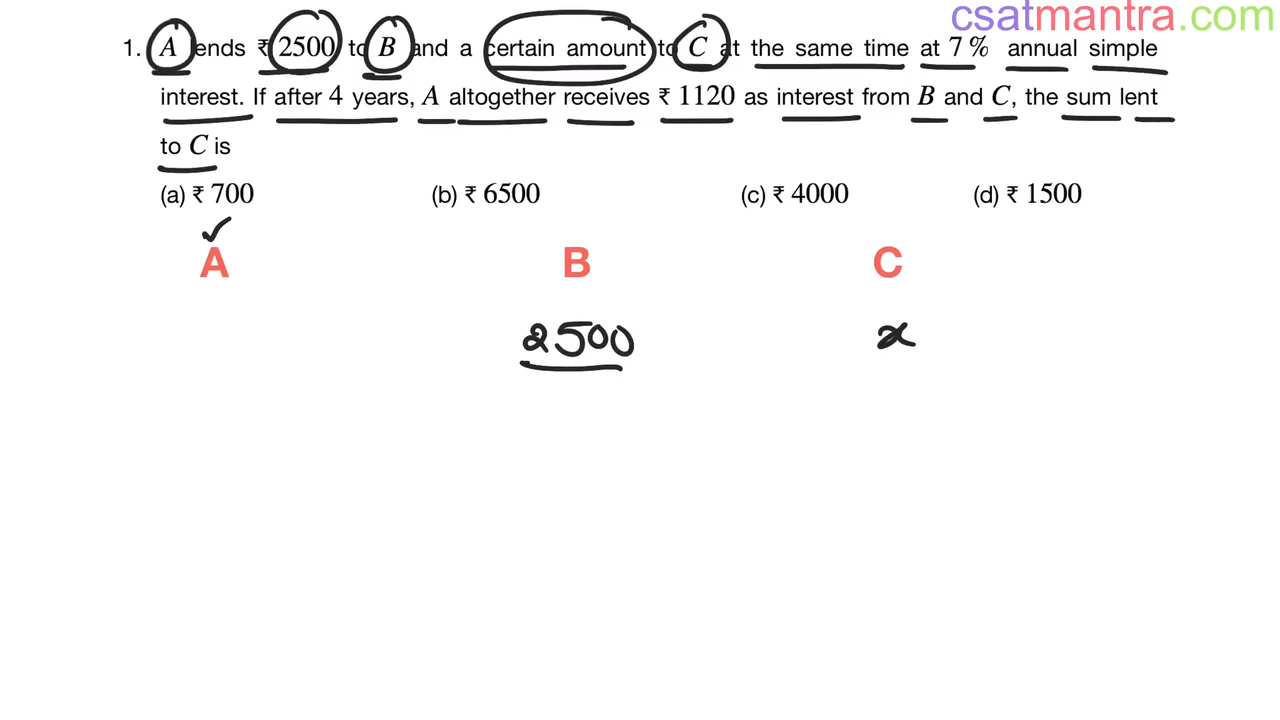 csatmantra.com
1. A lends ₹ 2500 to B and a certain amount to C at the same time at 7 % annual simple
interest. If after 4 years, A altogether receives ₹ 1120 as interest from B and C, the sum lent
to C is
(a) ₹ 700 (b) ₹ 6500 (c) ₹ 4000 (d) ₹ 1500
A B C
2500 x